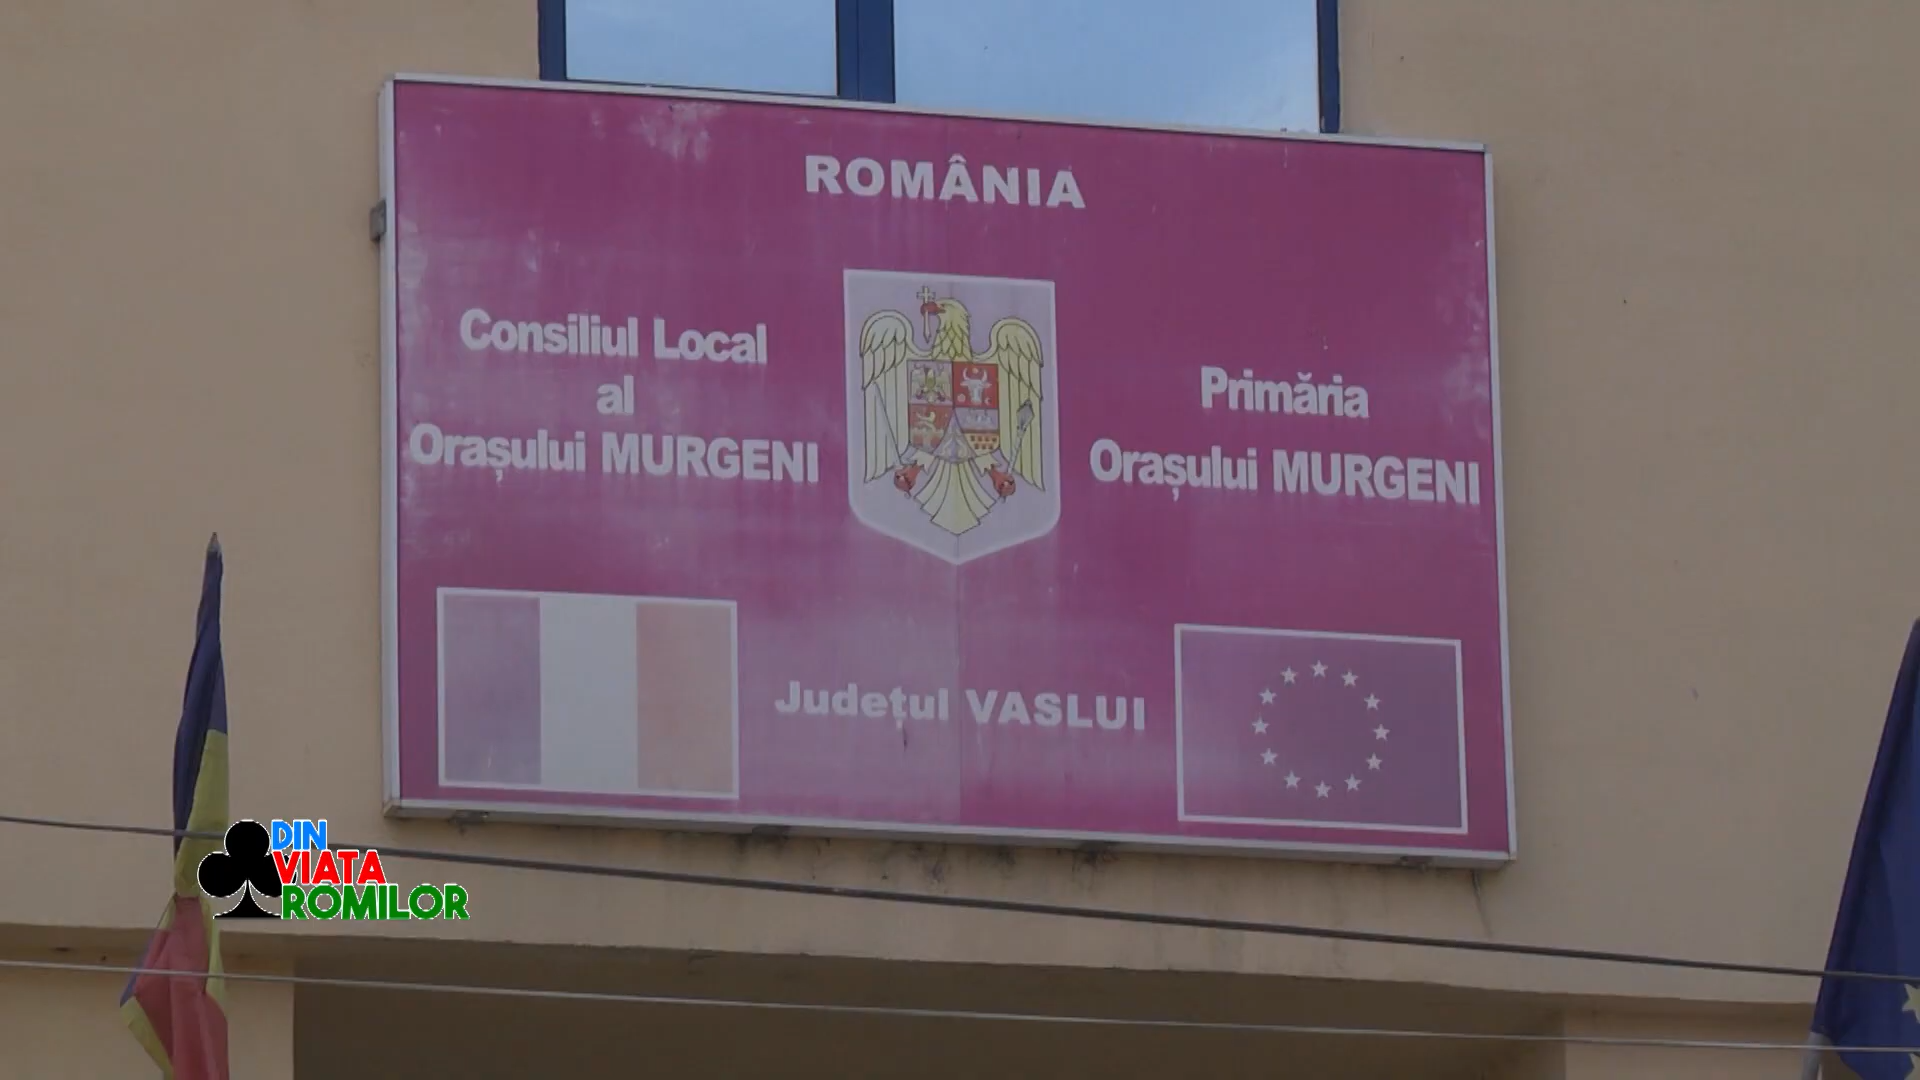 ROMÂNIA
Consiliul Local
al
Orașului MURGENI
Primăria
Orașului MURGENI
Județul VASLUI
DIN
VIATA
ROMILOR